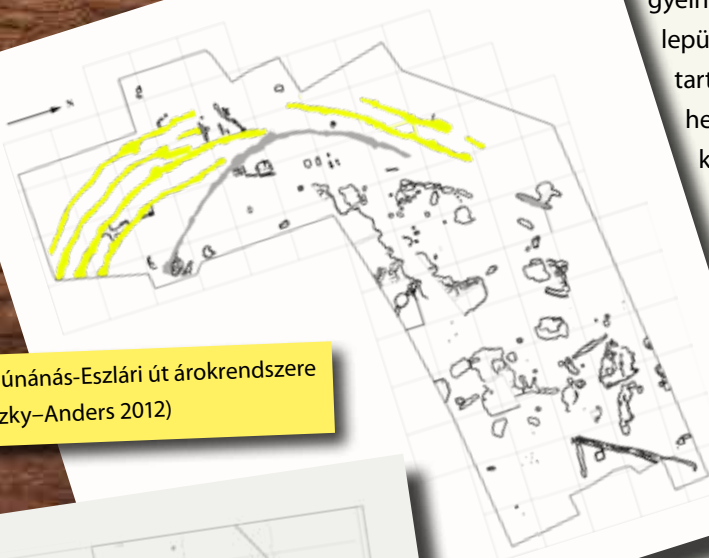 únánás-Eszlári út árokrendszere
zky–Anders 2012)
gyeln
lepü
tart
he
k